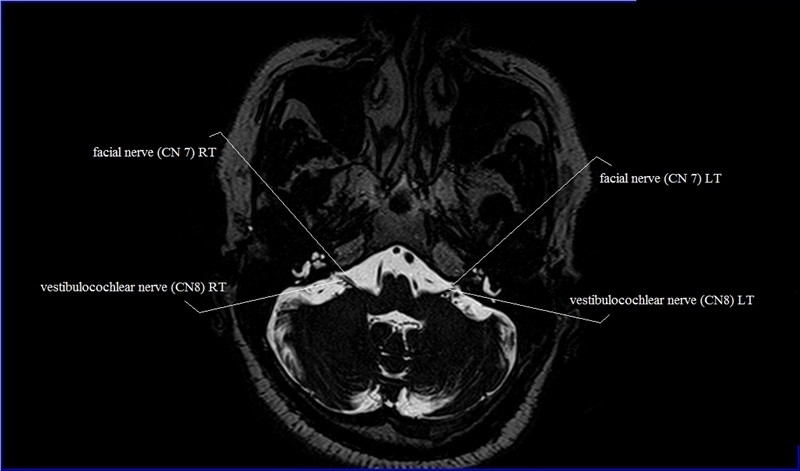 facial nerve (CN 7) RT
facial nerve (CN 7) LT
vestibulocochlear nerve (CN8) RT
vestibulocochlear nerve (CN8) LT